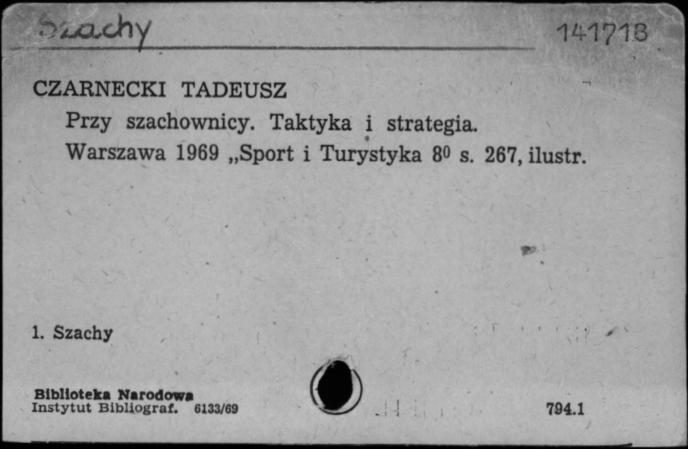 Szachy 141718
CZARNECKI TADEUSZ
Przy szachownicy. Taktyka i strategia.
Warszawa 1969 „Sport i Turystyka 8⁰ s. 267, ilustr.
1. Szachy
Biblioteka Narodowa
Instytut Bibliograf. 6133/69 794.1